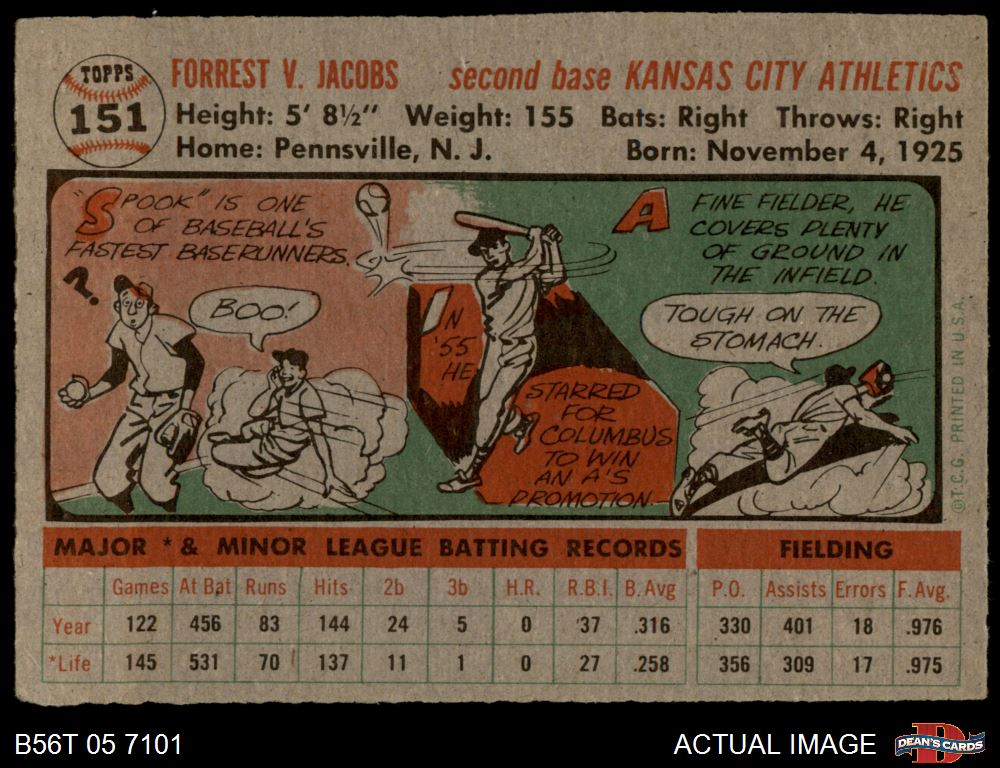 TOPPS
151
FORREST V. JACOBS second base KANSAS CITY ATHLETICS
Height: 5' 8½" Weight: 155 Bats: Right Throws: Right
Home: Pennsville, N. J. Born: November 4, 1925
"SPOOK" IS ONE
OF BASEBALL'S
FASTEST BASERUNNERS.
?
BOO!
IN
'55
HE
STARRED
FOR
COLUMBUS
TO WIN
AN A'S
PROMOTION
A FINE FIELDER, HE
COVERS PLENTY
OF GROUND IN
THE INFIELD.
TOUGH ON THE
STOMACH.
©T.C.G. PRINTED IN U.S.A.
MAJOR * & MINOR LEAGUE BATTING RECORDS FIELDING
Games At Bat Runs Hits 2b 3b H.R. R.B.I. B.Avg P.O. Assists Errors F.Avg.
Year 122 456 83 144 24 5 0 37 .316 330 401 18 .976
*Life 145 531 70 137 11 1 0 27 .258 356 309 17 .975
B56T 05 7101 ACTUAL IMAGE
D
DEAN'S CARDS